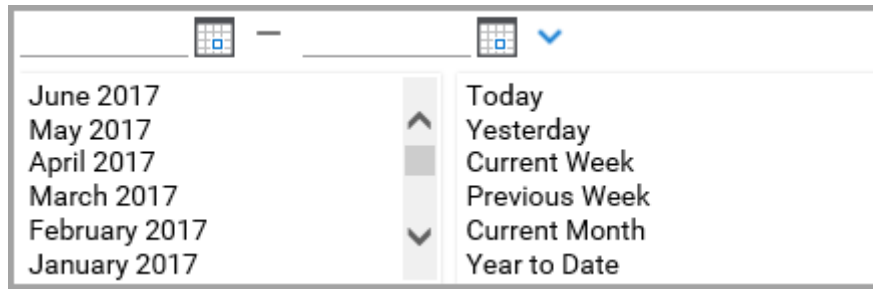 June 2017
May 2017
April 2017
March 2017
February 2017
January 2017
Today
Yesterday
Current Week
Previous Week
Current Month
Year to Date